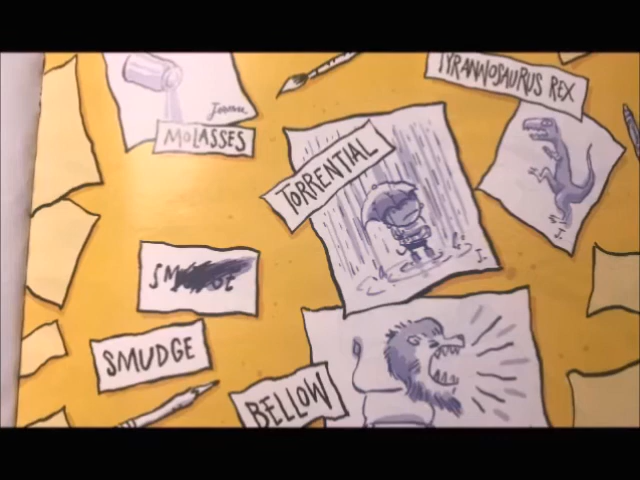 TYRANNOSAURUS REX
MOLASSES
TORRENTIAL
SMUDGE
BELLOW